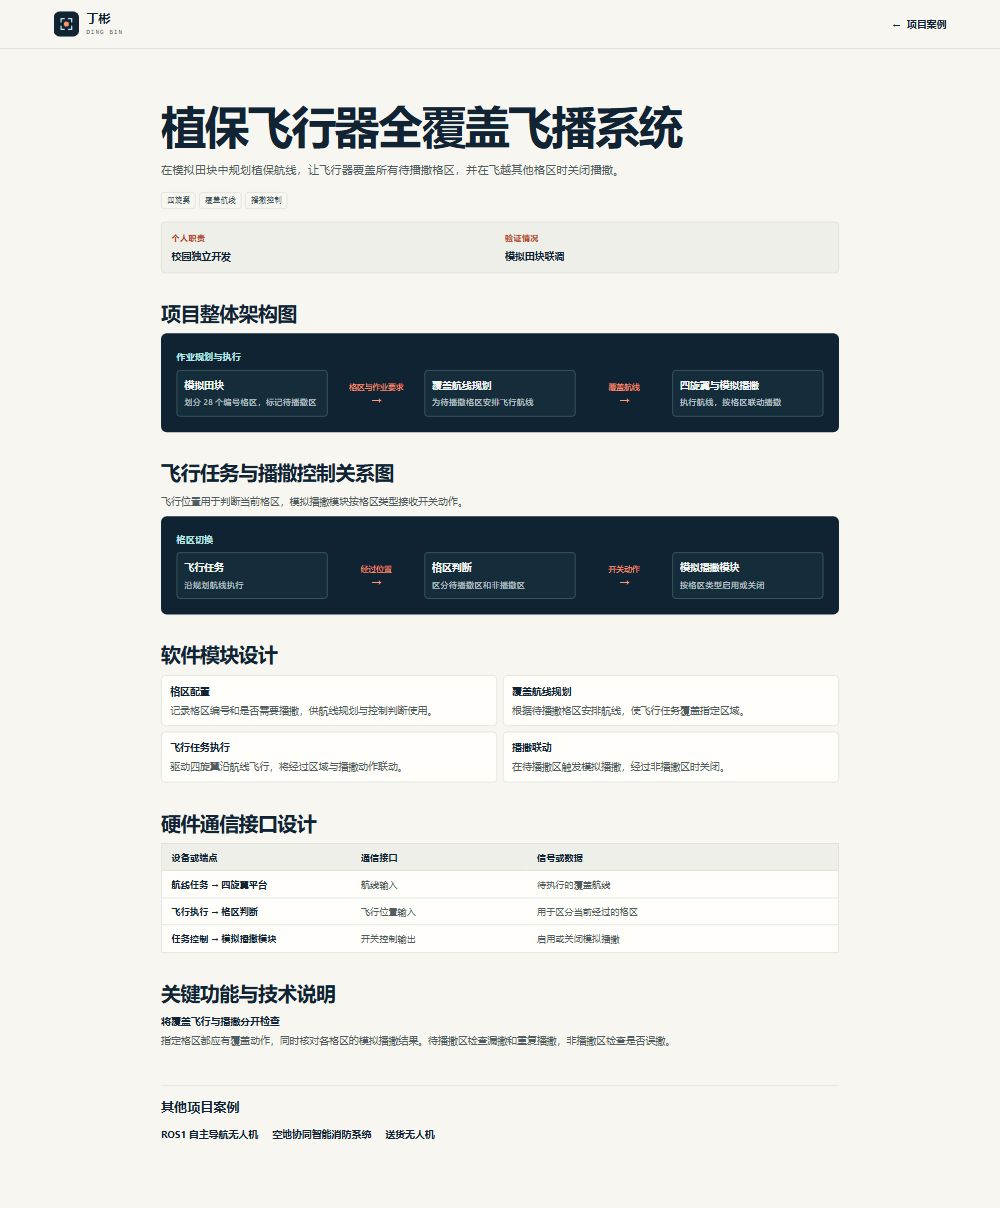 丁彬
DING BIN
← 项目案例
植保飞行器全覆盖飞播系统
在模拟田块中规划植保航线，让飞行器覆盖所有待播撒格区，并在飞越其他格区时关闭播撒。
四旋翼 覆盖航线 播撒控制
个人职责 验证情况
校园独立开发 模拟田块联调
项目整体架构图
作业规划与执行
模拟田块 格区与作业要求 覆盖航线规划 覆盖航线 四旋翼与模拟播撒
划分 28 个编号格区，标记待播撒区 → 为待播撒格区安排飞行航线 → 执行航线，按格区联动播撒
飞行任务与播撒控制关系图
飞行位置用于判断当前格区，模拟播撒模块按格区类型接收开关动作。
格区切换
飞行任务 经过位置 格区判断 开关动作 模拟播撒模块
沿规划航线执行 → 区分待播撒区和非播撒区 → 按格区类型启用或关闭
软件模块设计
格区配置 覆盖航线规划
记录格区编号和是否需要播撒，供航线规划与控制判断使用。 根据待播撒格区安排航线，使飞行任务覆盖指定区域。
飞行任务执行 播撒联动
驱动四旋翼沿航线飞行，将经过区域与播撒动作联动。 在待播撒区触发模拟播撒，经过非播撒区时关闭。
硬件通信接口设计
设备或端点 通信接口 信号或数据
航线任务 → 四旋翼平台 航线输入 待执行的覆盖航线
飞行执行 → 格区判断 飞行位置输入 用于区分当前经过的格区
任务控制 → 模拟播撒模块 开关控制输出 启用或关闭模拟播撒
关键功能与技术说明
将覆盖飞行与播撒分开检查
指定格区都应有覆盖动作，同时核对各格区的模拟播撒结果。待播撒区检查漏撒和重复播撒，非播撒区检查是否误撒。
其他项目案例
ROS1 自主导航无人机 空地协同智能消防系统 送货无人机